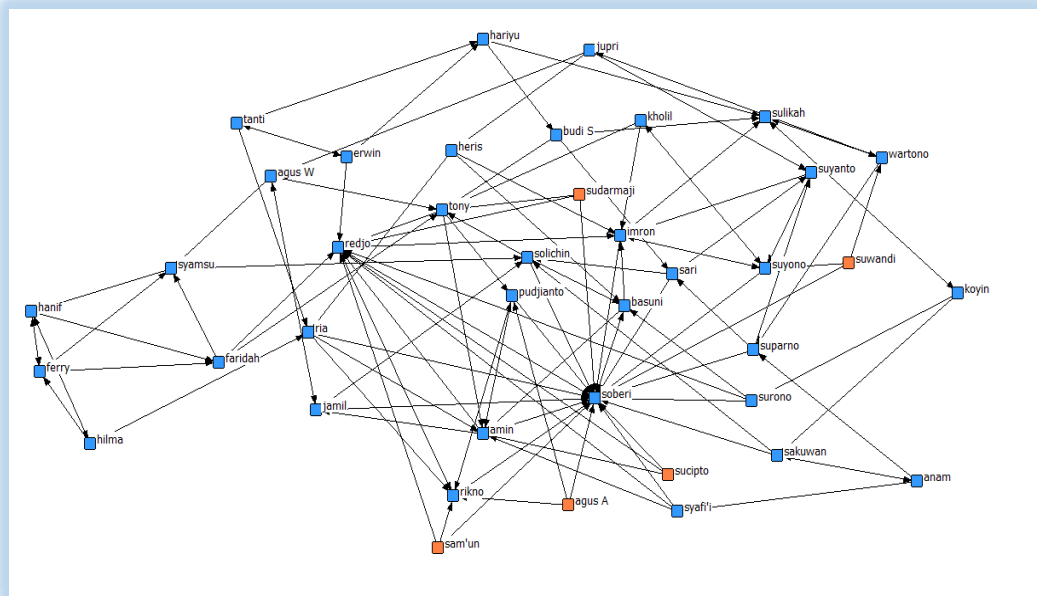 hariyu
jupri
tanti
budi S
kholil
sulikah
erwin
heris
wartono
agus W
suyanto
sudarmaji
tony
redjo
imron
solichin
syamsu
sari
suyono
suwandi
pudjianto
basuni
koyin
hanif
tria
ferry
faridah
suparno
soberi
surono
jamil
amin
hilma
sakuwan
sucipto
anam
rikno
agus A
syafi'i
sam'un